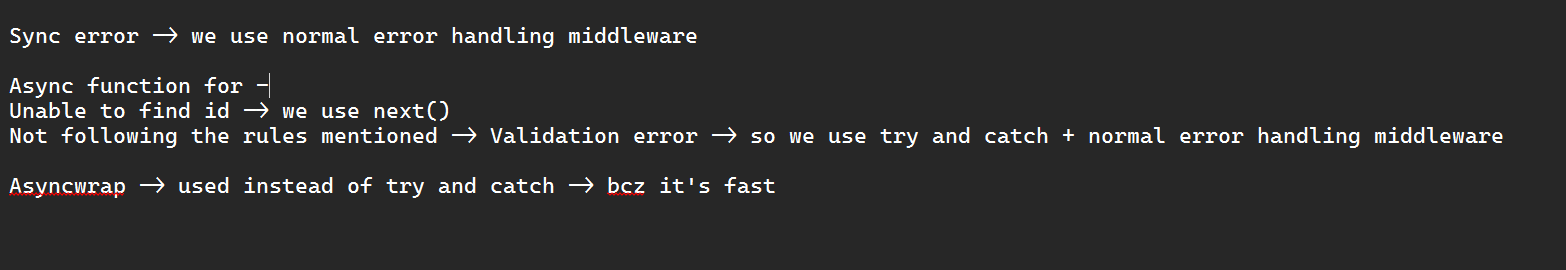 Sync error → we use normal error handling middleware
Async function for -
Unable to find id → we use next()
Not following the rules mentioned → Validation error → so we use try and catch + normal error handling middleware
Asyncwrap → used instead of try and catch → bcz it's fast